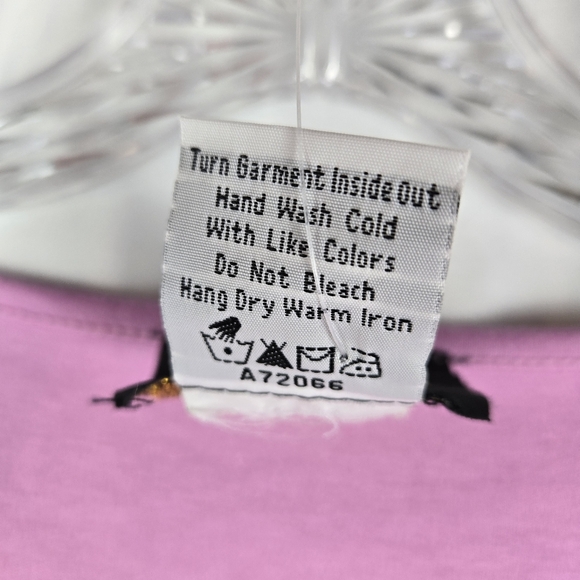 Turn Garment Inside Out
Hand Wash Cold
With Like Colors
Do Not Bleach
Hang Dry Warm Iron
A72066